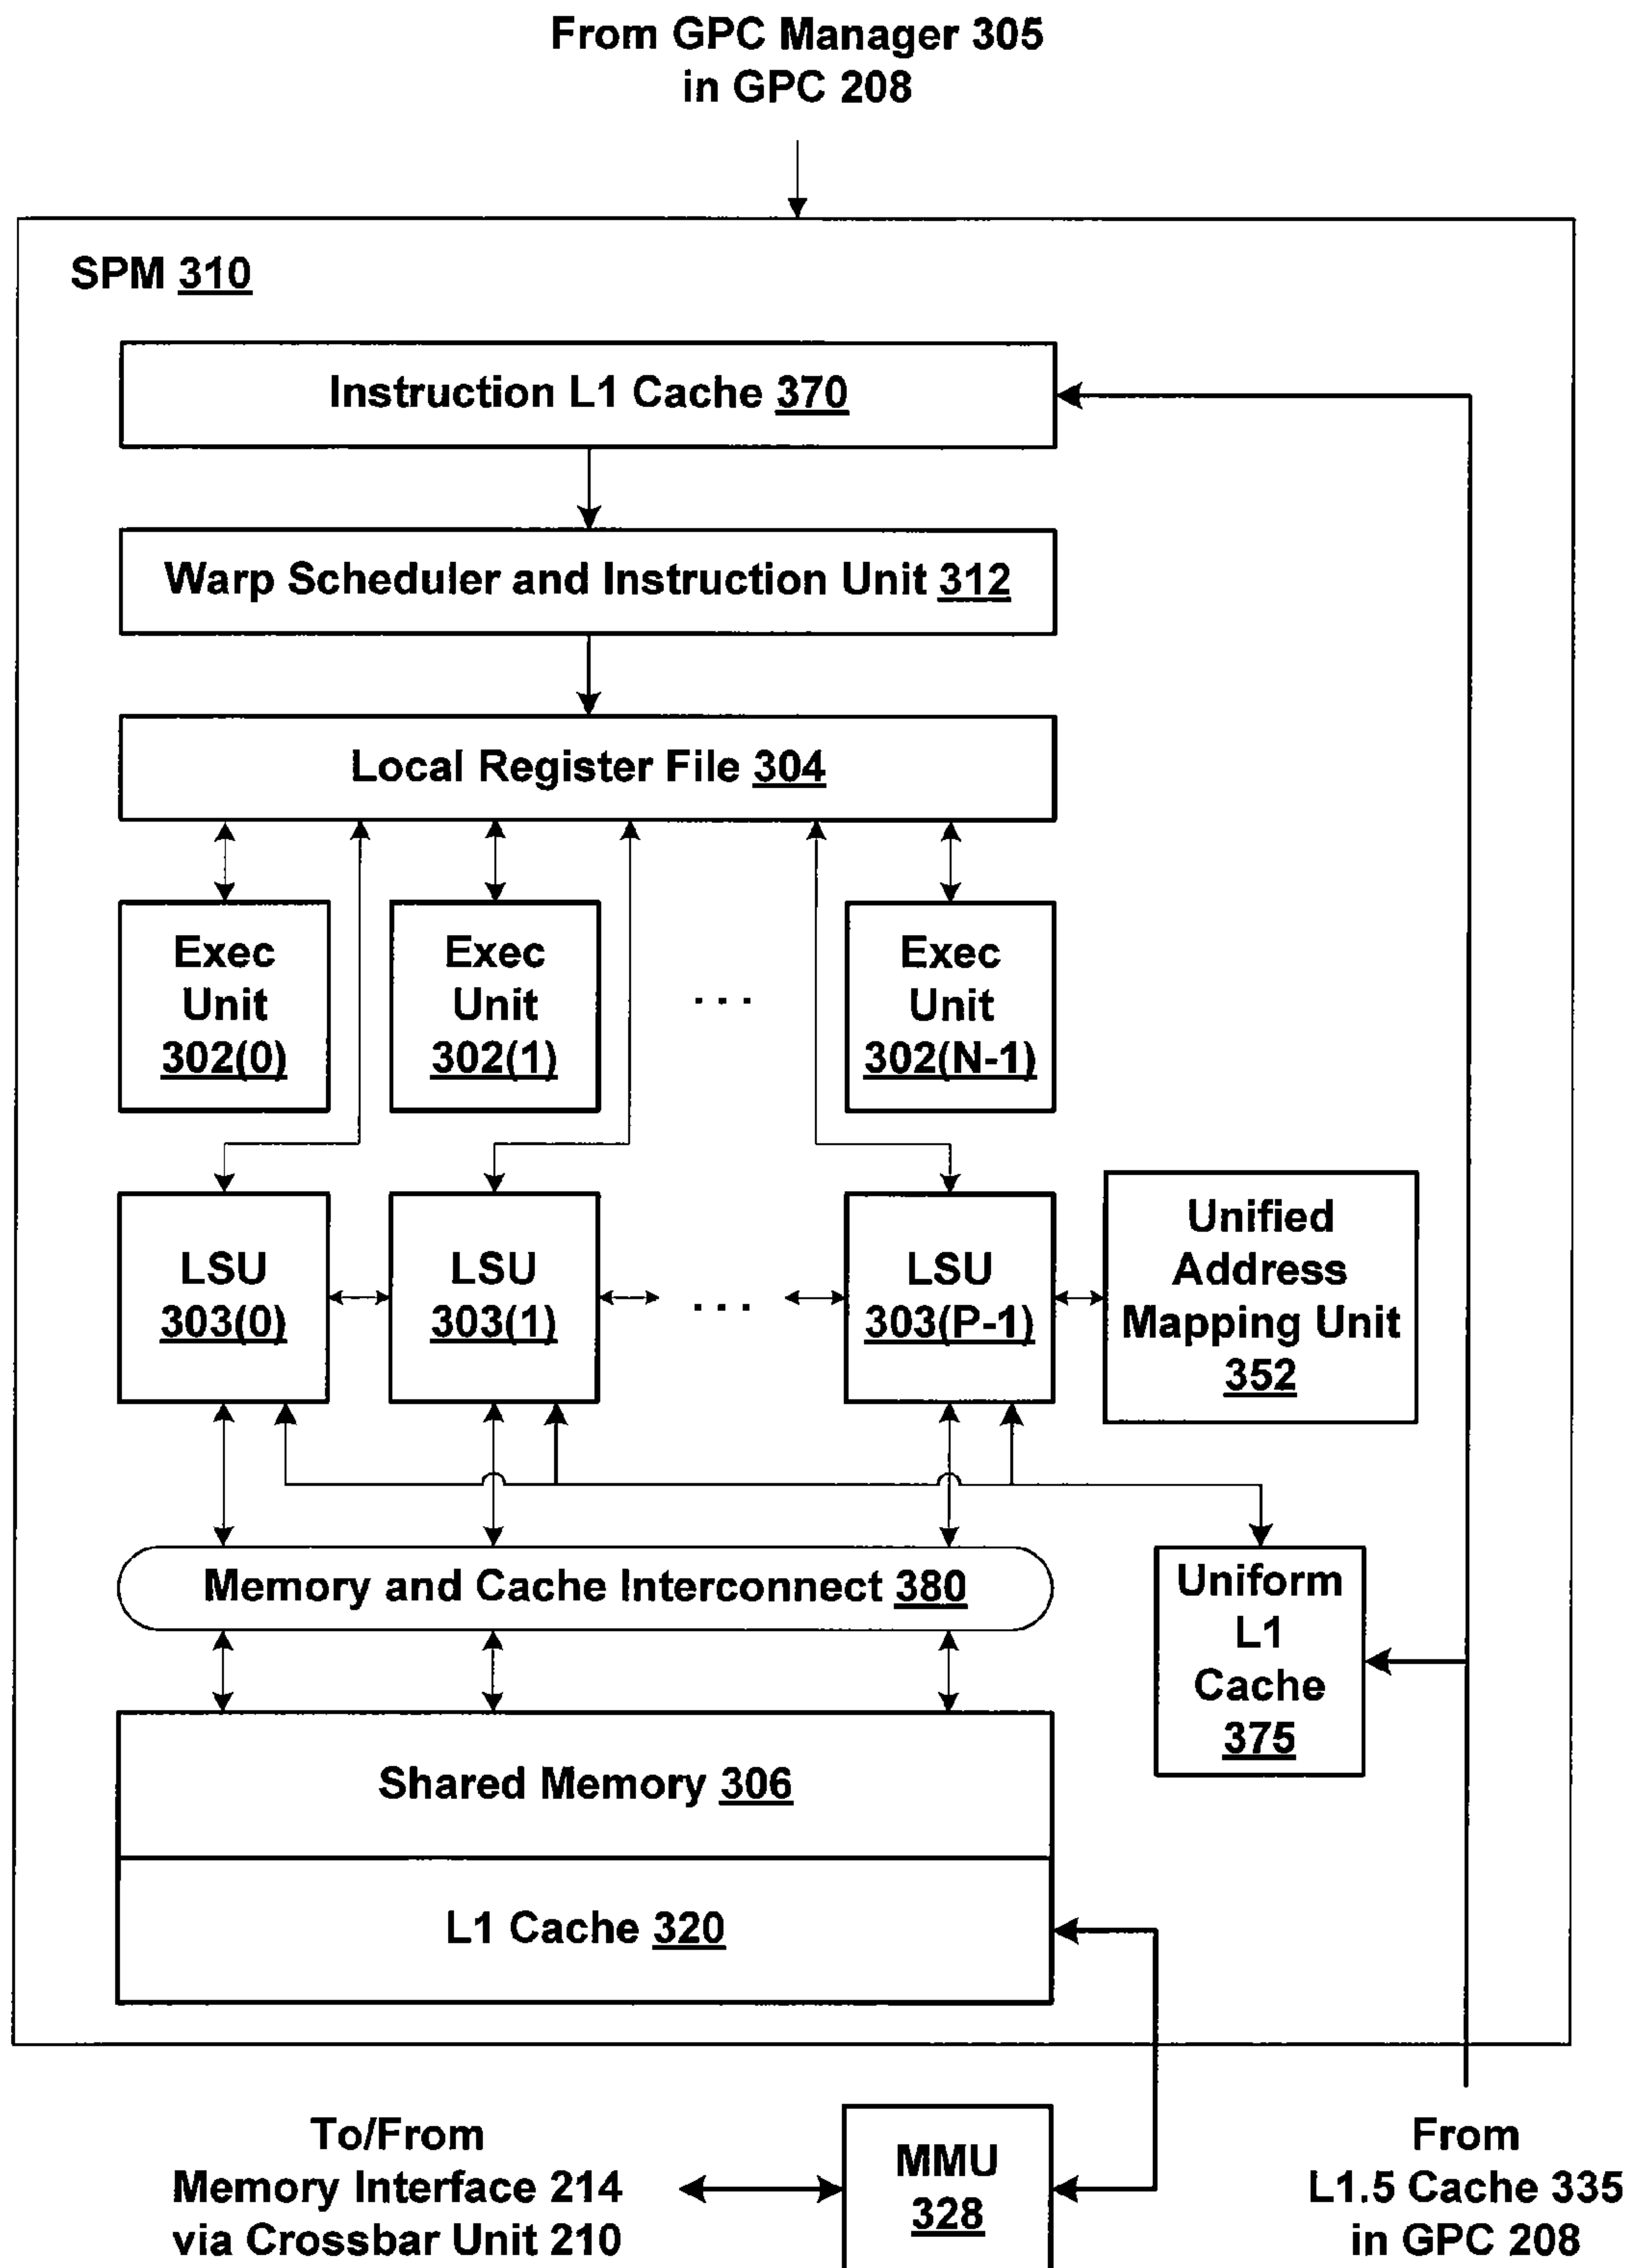 From GPC Manager 305
in GPC 208
SPM 310
Instruction L1 Cache 370
Warp Scheduler and Instruction Unit 312
Local Register File 304
Exec
Unit
302(0)
Exec
Unit
302(1)
. . .
Exec
Unit
302(N-1)
LSU
303(0)
LSU
303(1)
. . .
LSU
303(P-1)
Unified
Address
Mapping Unit
352
Memory and Cache Interconnect 380
Uniform
L1
Cache
375
Shared Memory 306
L1 Cache 320
To/From
Memory Interface 214
via Crossbar Unit 210
MMU
328
From
L1.5 Cache 335
in GPC 208